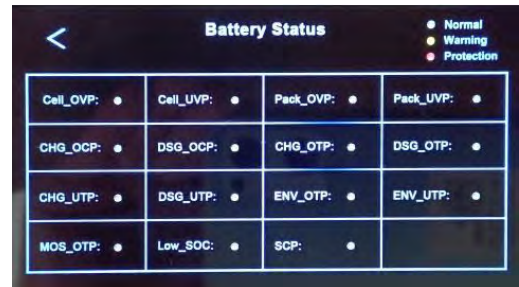 Battery Status
Normal
Warning
Protection
Cell_OVP:
Cell_UVP:
Pack_OVP:
Pack_UVP:
CHG_OCP:
DSG_OCP:
CHG_OTP:
DSG_OTP:
CHG_UTP:
DSG_UTP:
ENV_OTP:
ENV_UTP:
MOS_OTP:
Low_SOC:
SCP: